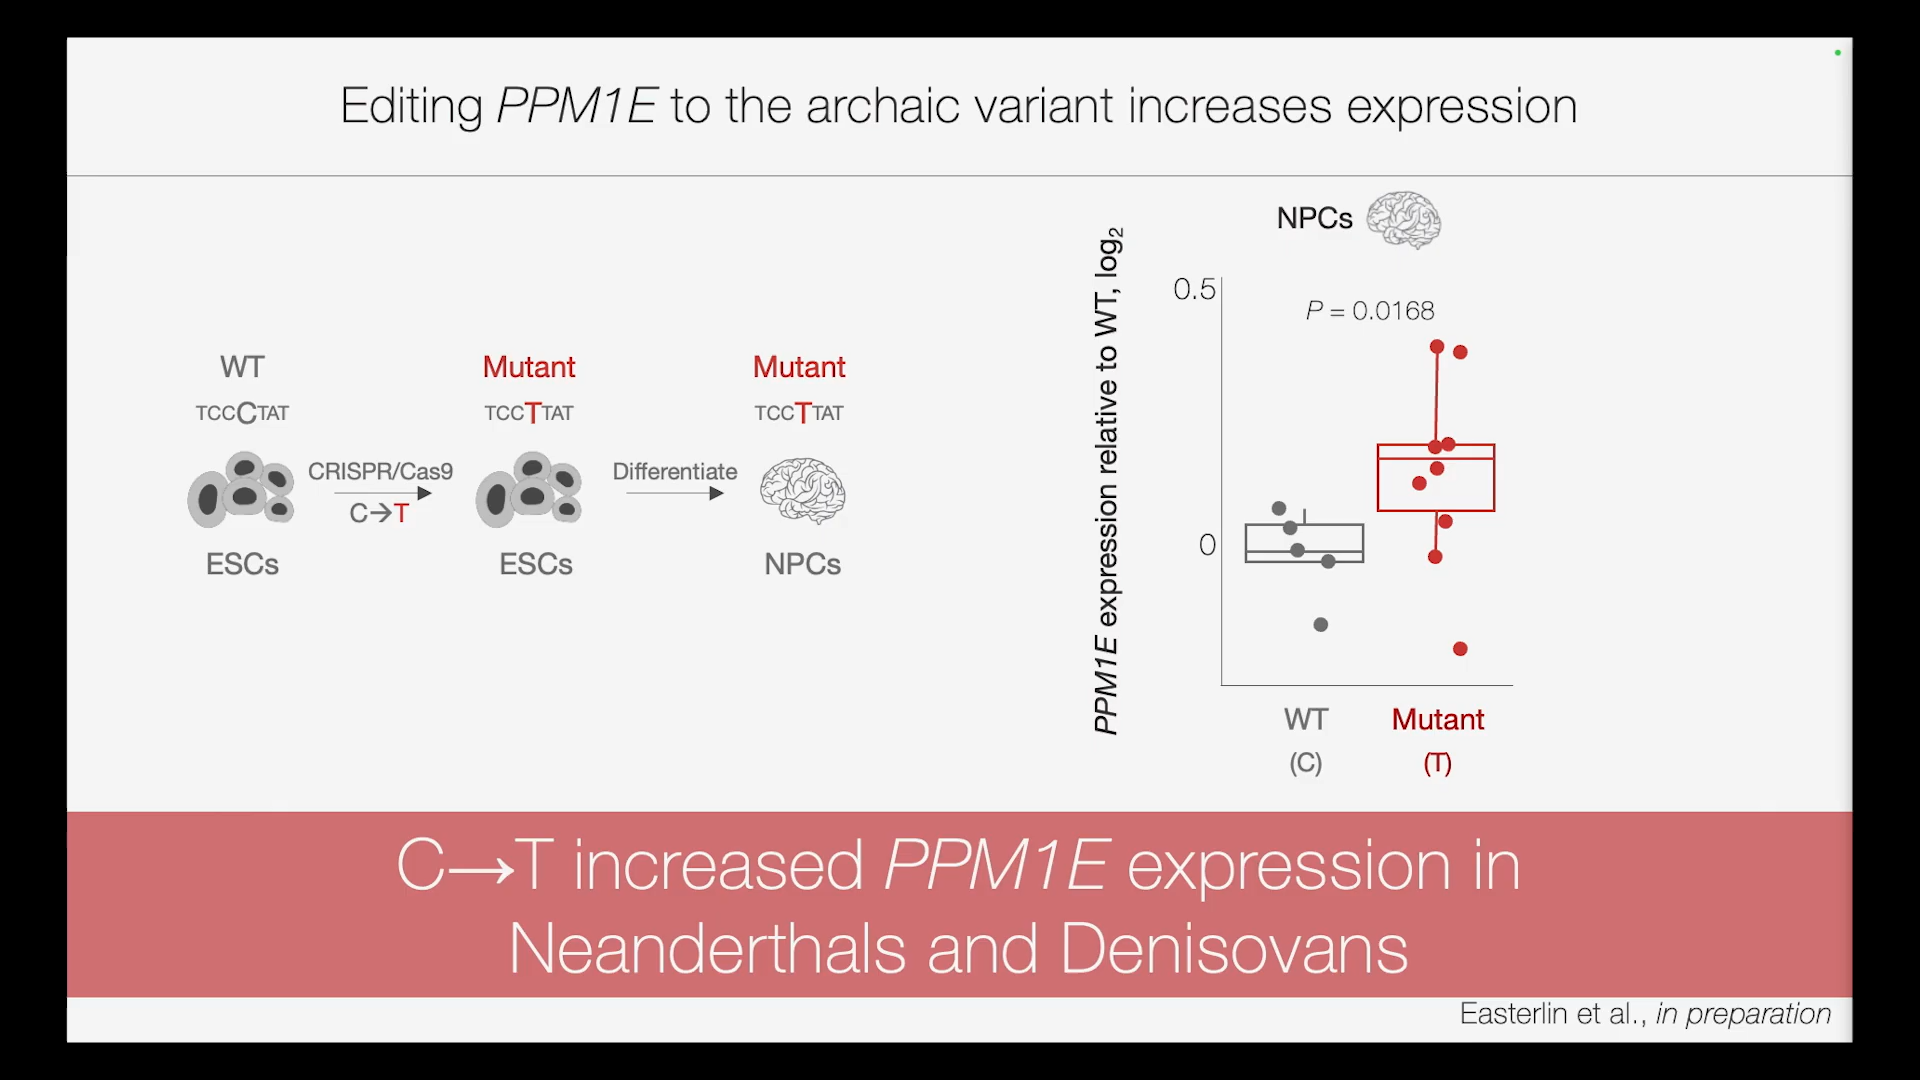 Editing PPM1E to the archaic variant increases expression
WT
TCCCTAT
ESCs
CRISPR/Cas9
C→T
Mutant
TCCTTAT
ESCs
Differentiate
Mutant
TCCTTAT
NPCs
NPCs
PPM1E expression relative to WT, log₂
0.5
0
P = 0.0168
WT
(C)
Mutant
(T)
C→T increased PPM1E expression in
Neanderthals and Denisovans
Easterlin et al., in preparation